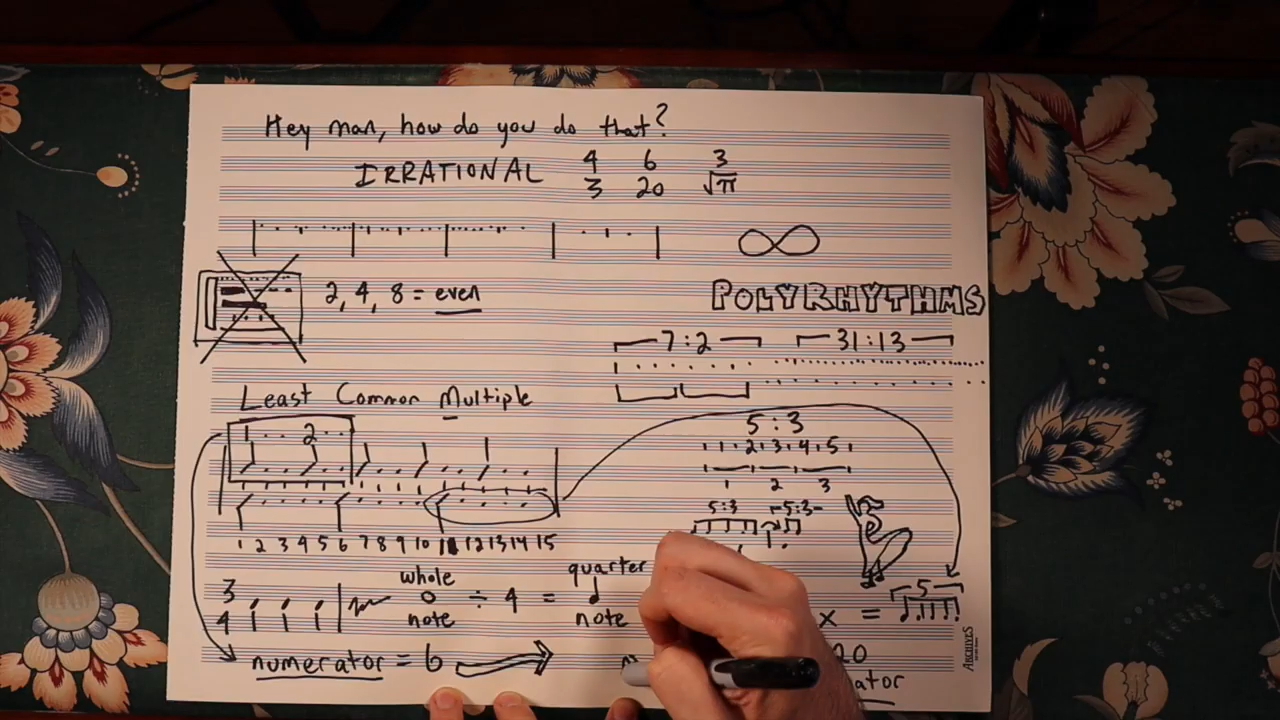 Hey man, how do you do that?
IRRATIONAL 4/3 6/20 3/√π
∞
2, 4, 8 = even
POLYRHYTHMS
7:2 31:13
Least Common Multiple
5:3
1 2 3 4 5
1 2 3
5:3 5:3
1 2
1 2 3 4 5 6 7 8 9 10 11 12 13 14 15
3/4
whole note ÷ 4 = quarter note
x = 5
numerator = 6
20
ator
ARCHIVES